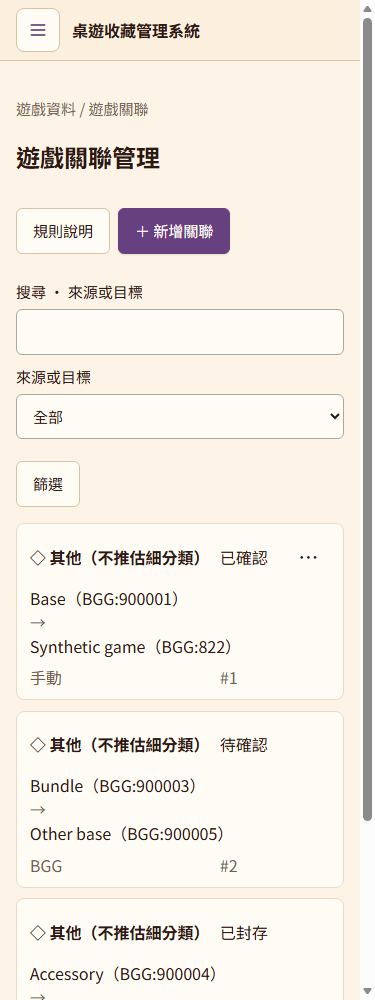 桌遊收藏管理系統
遊戲資料 / 遊戲關聯
遊戲關聯管理
規則說明
＋ 新增關聯
搜尋 · 來源或目標
來源或目標
全部
篩選
◇ 其他（不推估細分類） 已確認 ⋯
Base（BGG:900001）
→
Synthetic game（BGG:822）
手動 #1
◇ 其他（不推估細分類） 待確認
Bundle（BGG:900003）
→
Other base（BGG:900005）
BGG #2
◇ 其他（不推估細分類） 已封存
Accessory（BGG:900004）
→